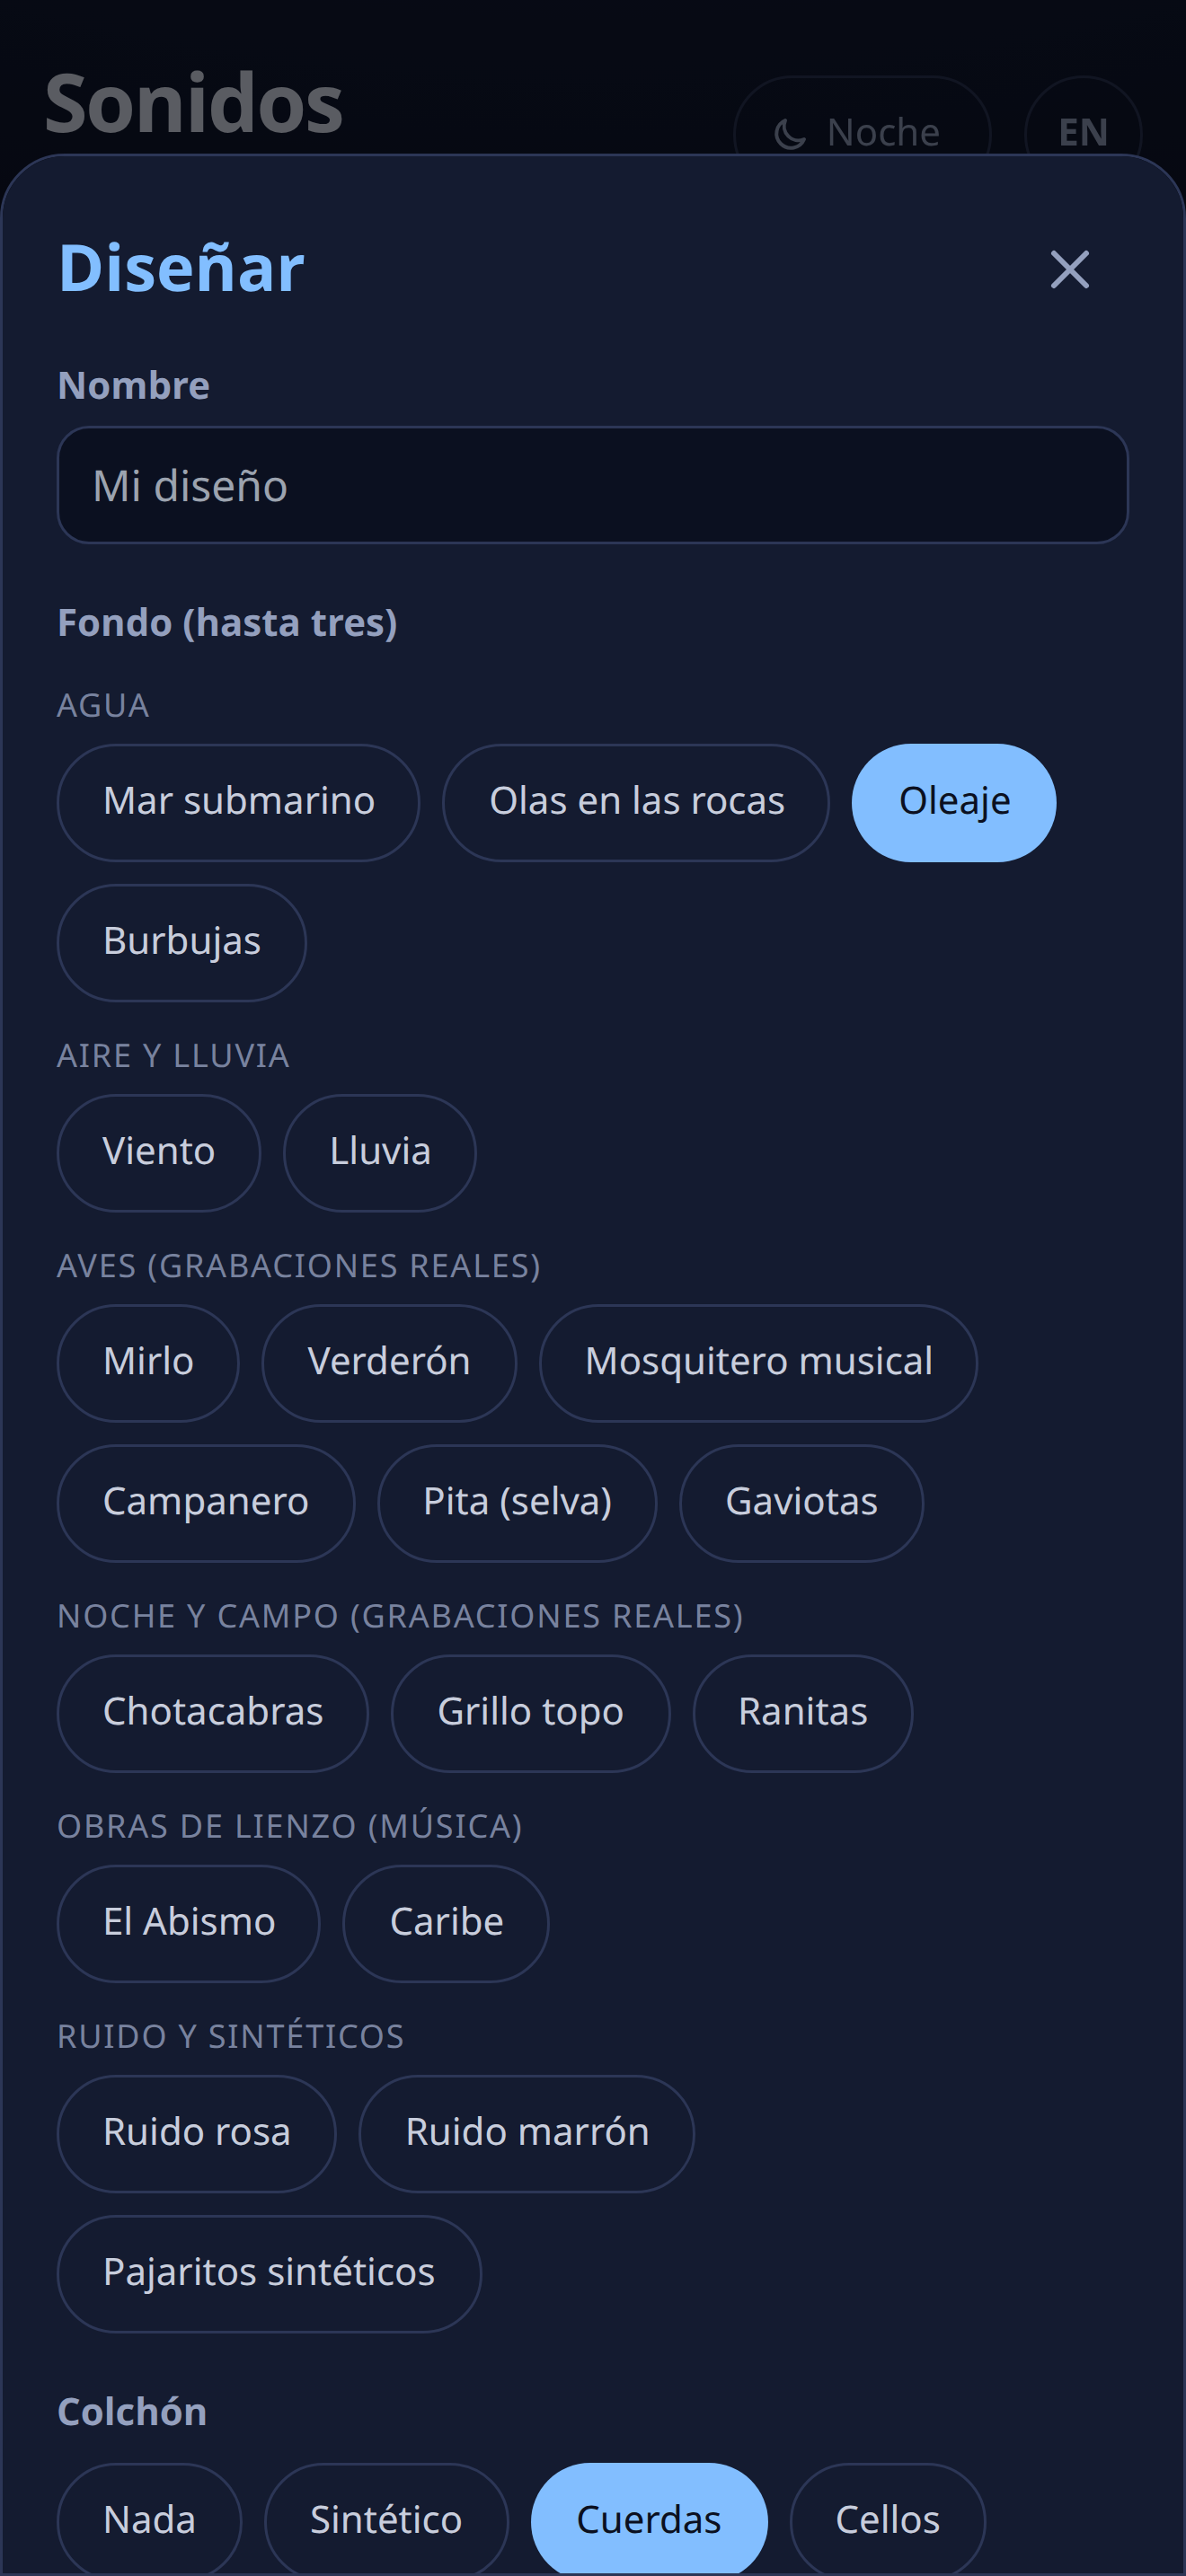 Sonidos
Noche
EN
Diseñar
Nombre
Mi diseño
Fondo (hasta tres)
AGUA
Mar submarino
Olas en las rocas
Oleaje
Burbujas
AIRE Y LLUVIA
Viento
Lluvia
AVES (GRABACIONES REALES)
Mirlo
Verderón
Mosquitero musical
Campanero
Pita (selva)
Gaviotas
NOCHE Y CAMPO (GRABACIONES REALES)
Chotacabras
Grillo topo
Ranitas
OBRAS DE LIENZO (MÚSICA)
El Abismo
Caribe
RUIDO Y SINTÉTICOS
Ruido rosa
Ruido marrón
Pajaritos sintéticos
Colchón
Nada
Sintético
Cuerdas
Cellos